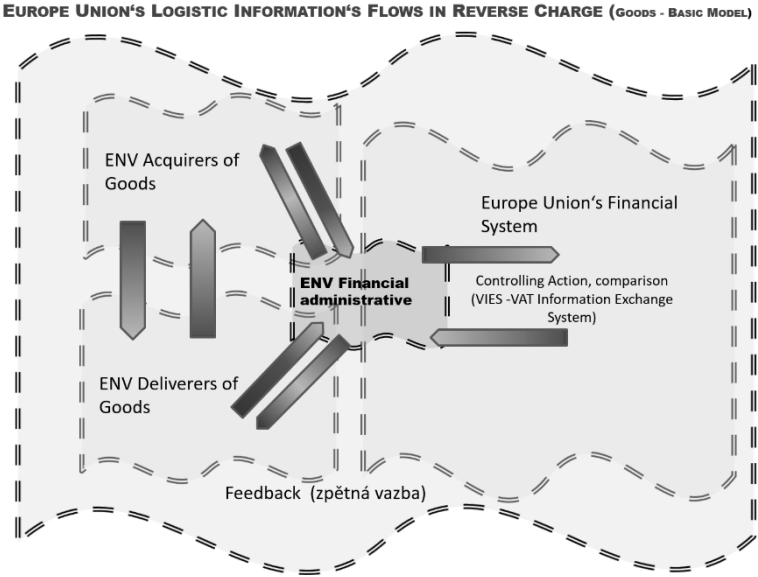 EUROPE UNION‘S LOGISTIC INFORMATION‘S FLOWS IN REVERSE CHARGE (GOODS - BASIC MODEL)
ENV Acquirers of
Goods
Europe Union‘s Financial
System
ENV Financial
administrative
Controlling Action, comparison
(VIES -VAT Information Exchange
System)
ENV Deliverers of
Goods
Feedback (zpětná vazba)